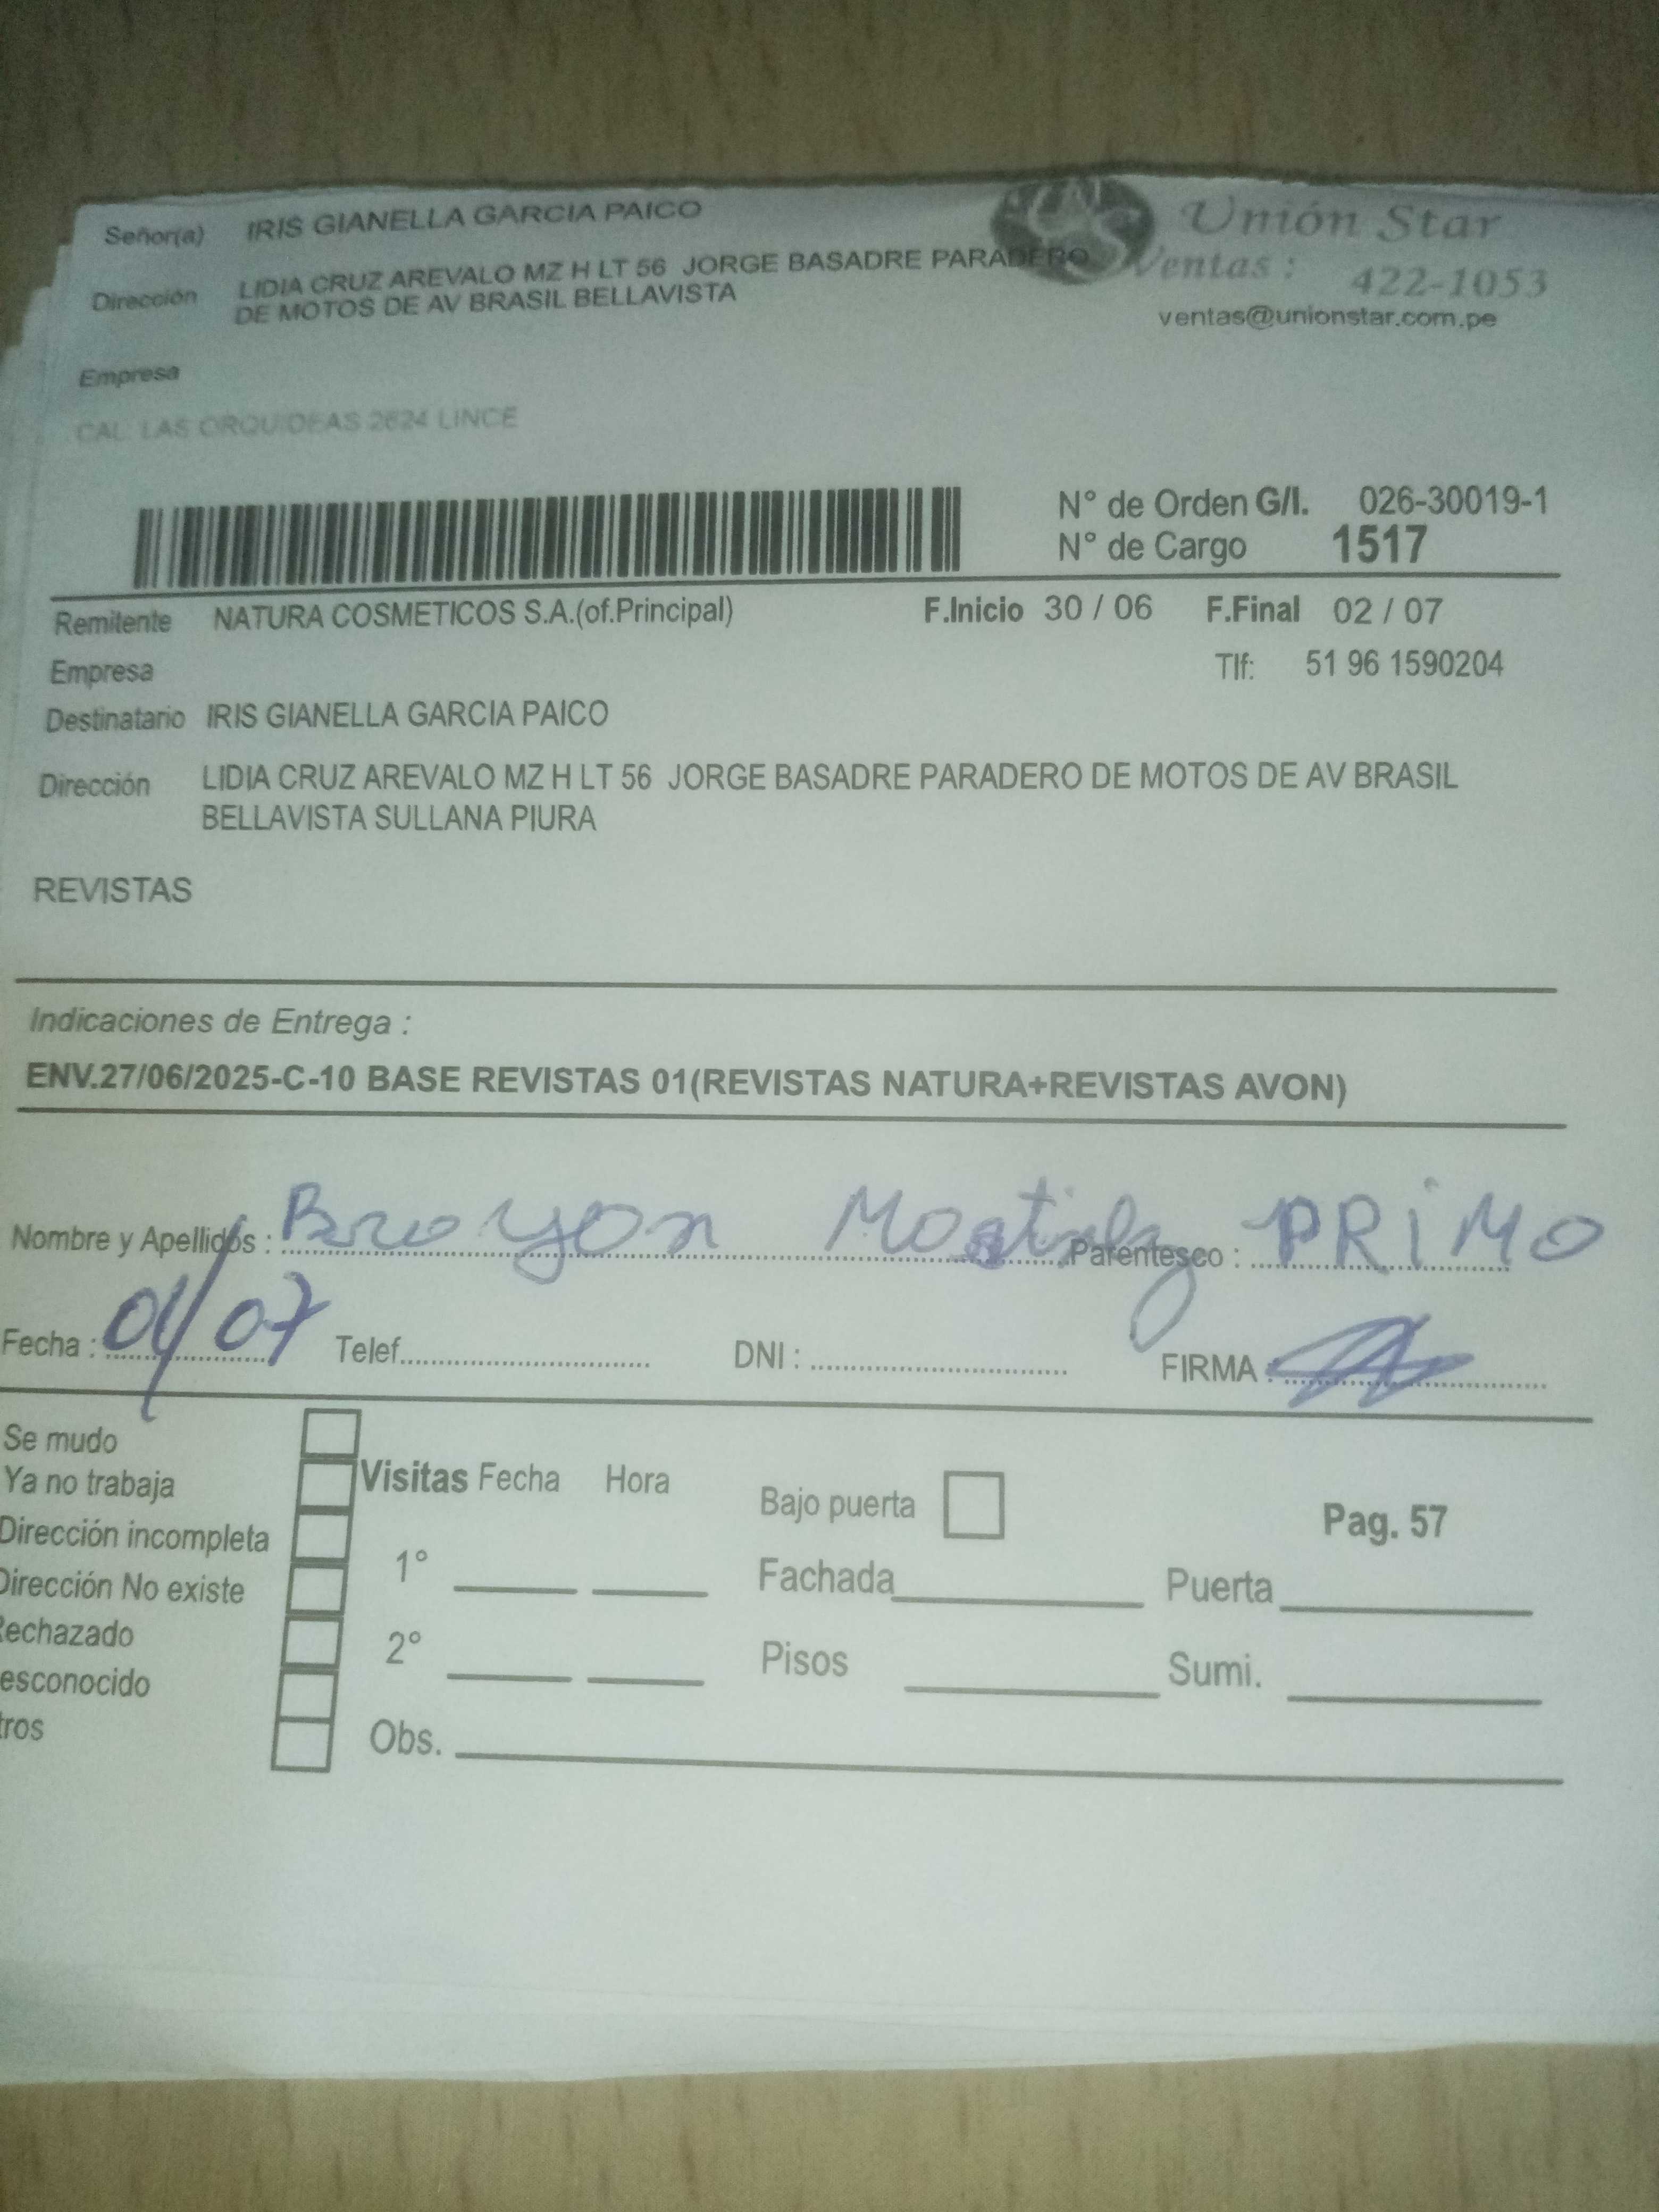 Señor(a) IRIS GIANELLA GARCIA PAICO
Unión Star
Dirección LIDIA CRUZ AREVALO MZ H LT 56 JORGE BASADRE PARADERO
DE MOTOS DE AV BRASIL BELLAVISTA
Ventas : 422-1053
ventas@unionstar.com.pe
Empresa
CAL. LAS ORQUIDEAS 2624 LINCE
N° de Orden G/I. 026-30019-1
N° de Cargo 1517
Remitente NATURA COSMETICOS S.A.(of.Principal) F.Inicio 30 / 06 F.Final 02 / 07
Empresa Tlf: 51 96 1590204
Destinatario IRIS GIANELLA GARCIA PAICO
Dirección LIDIA CRUZ AREVALO MZ H LT 56 JORGE BASADRE PARADERO DE MOTOS DE AV BRASIL
BELLAVISTA SULLANA PIURA
REVISTAS
Indicaciones de Entrega :
ENV.27/06/2025-C-10 BASE REVISTAS 01(REVISTAS NATURA+REVISTAS AVON)
Nombre y Apellidos : Parentesco : PRiMO
Fecha : 01/07 Telef. DNI : FIRMA :
Se mudo
Ya no trabaja
Visitas Fecha Hora
Bajo puerta
Pag. 57
Dirección incompleta
1°
Fachada Puerta
Dirección No existe
Rechazado
2°
Pisos Sumi.
esconocido
tros
Obs.